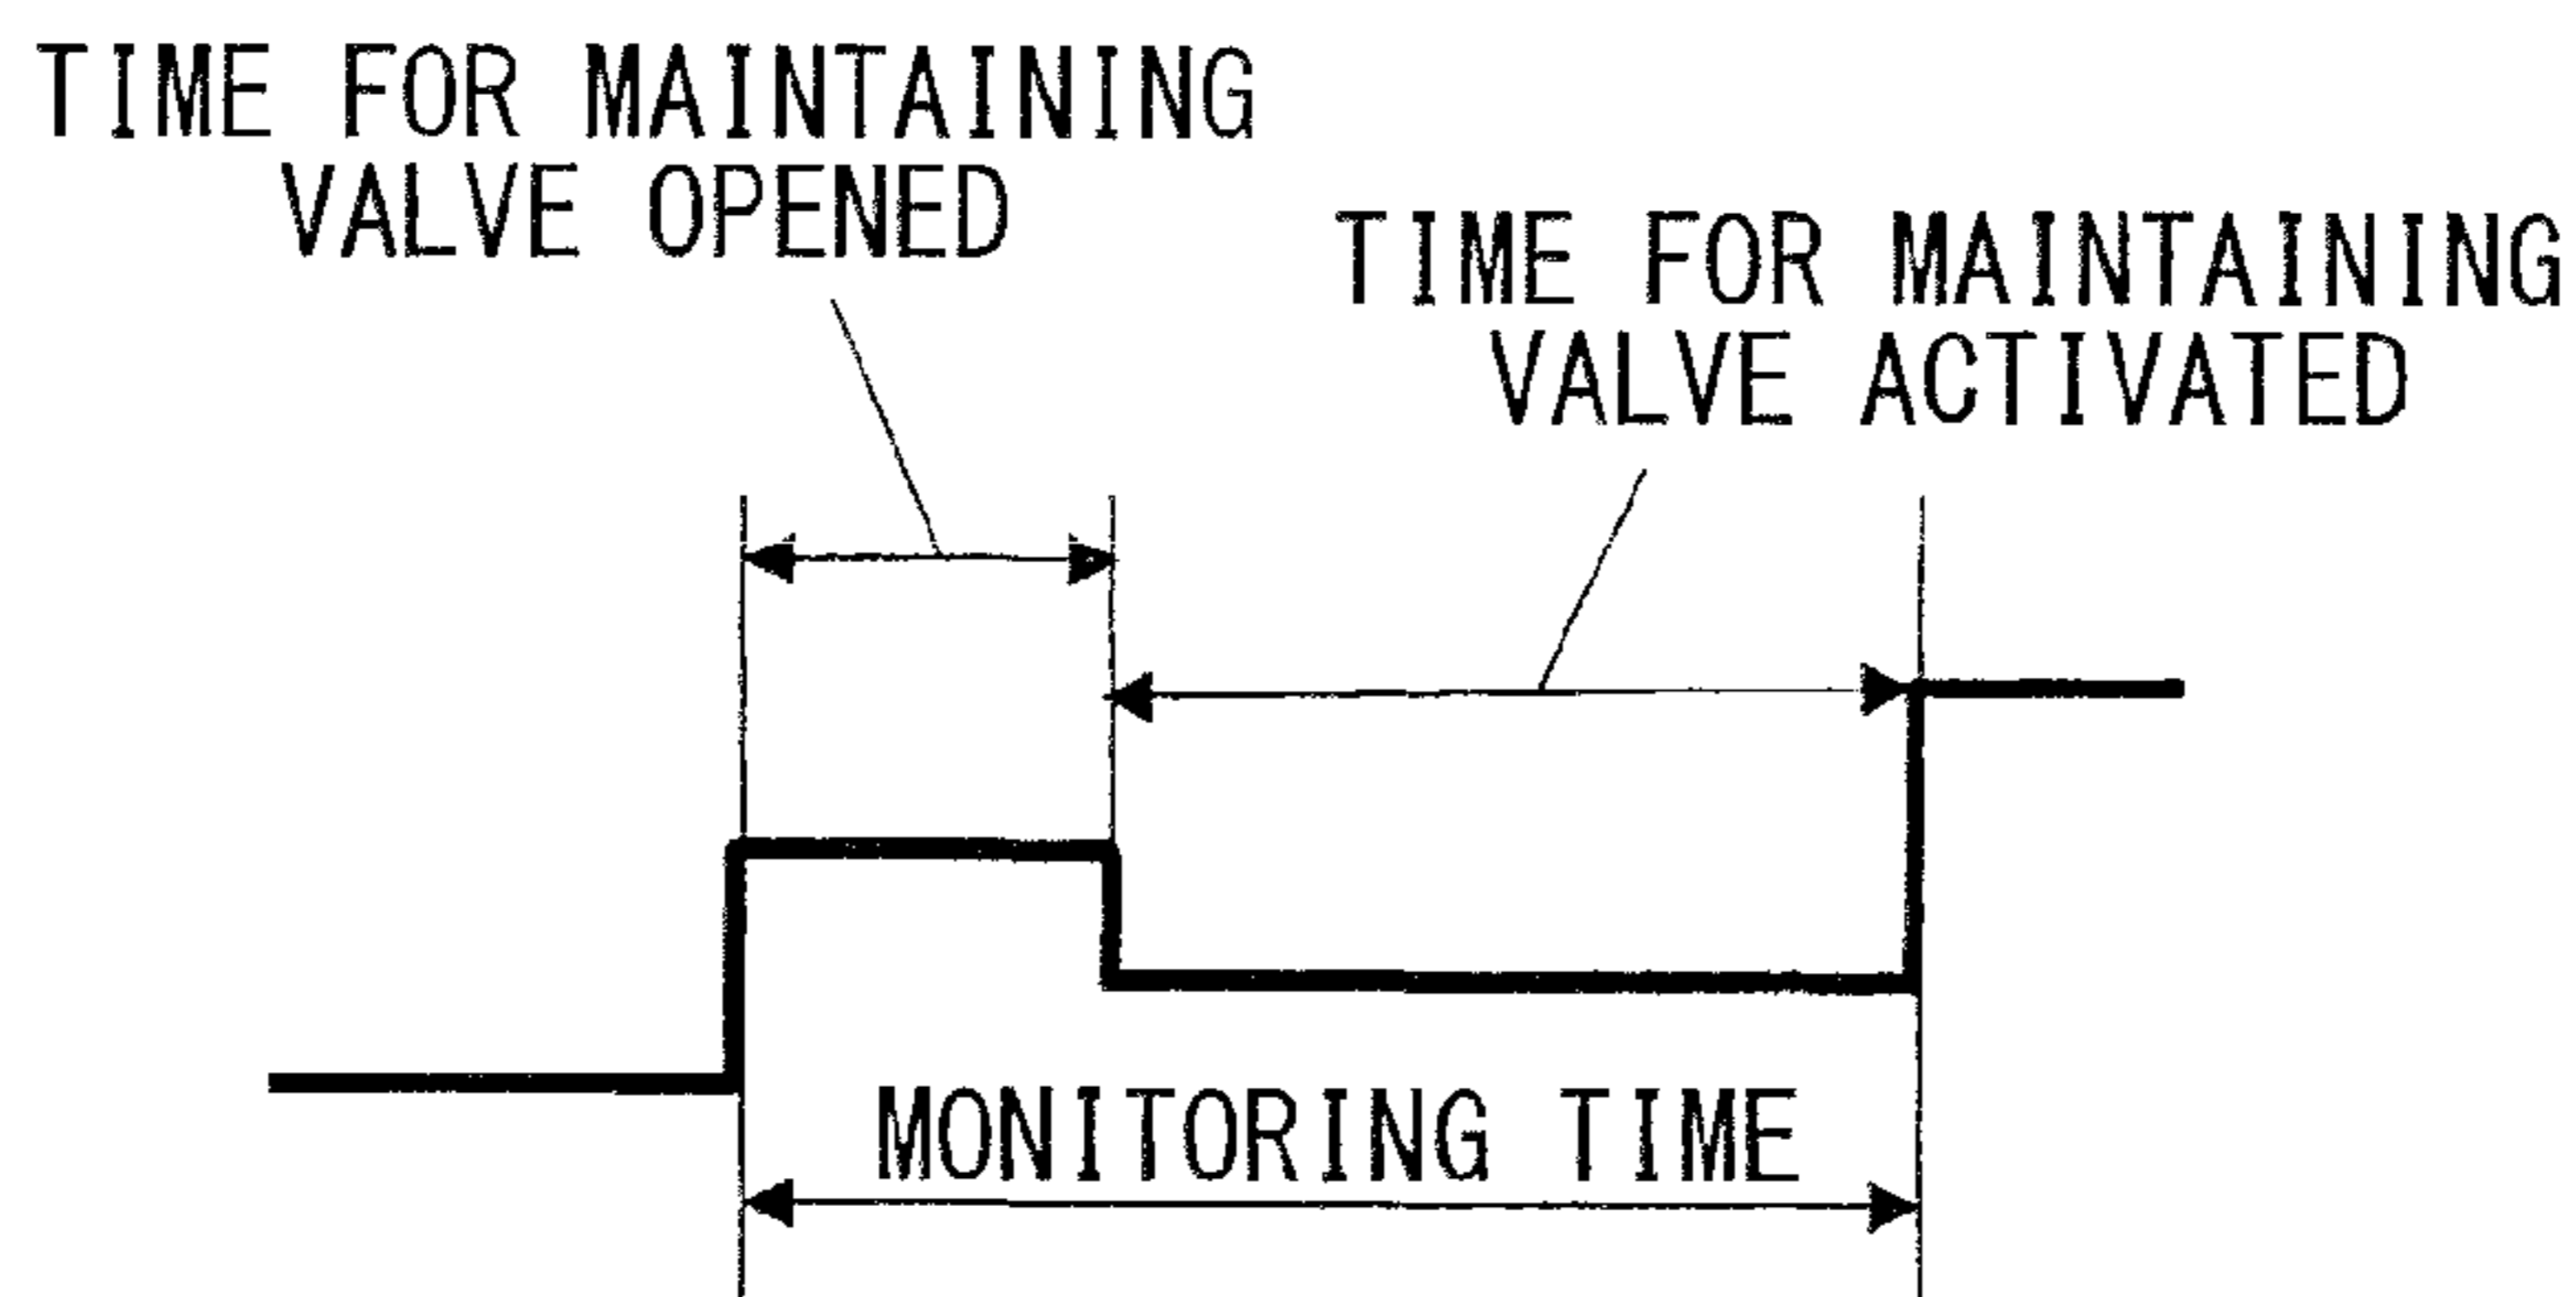 TIME FOR MAINTAINING
VALVE OPENED
TIME FOR MAINTAINING
VALVE ACTIVATED
MONITORING TIME